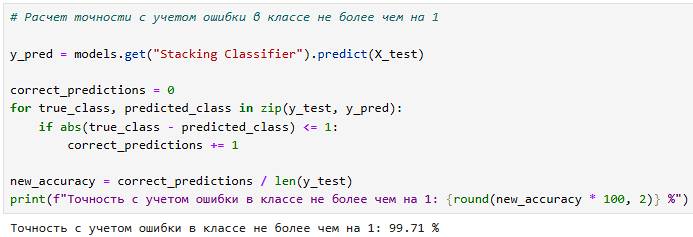 # Расчет точности с учетом ошибки в классе не более чем на 1
y_pred = models.get("Stacking Classifier").predict(X_test)
correct_predictions = 0
for true_class, predicted_class in zip(y_test, y_pred):
    if abs(true_class - predicted_class) <= 1:
        correct_predictions += 1
new_accuracy = correct_predictions / len(y_test)
print(f"Точность с учетом ошибки в классе не более чем на 1: {round(new_accuracy * 100, 2)} %")
Точность с учетом ошибки в классе не более чем на 1: 99.71 %